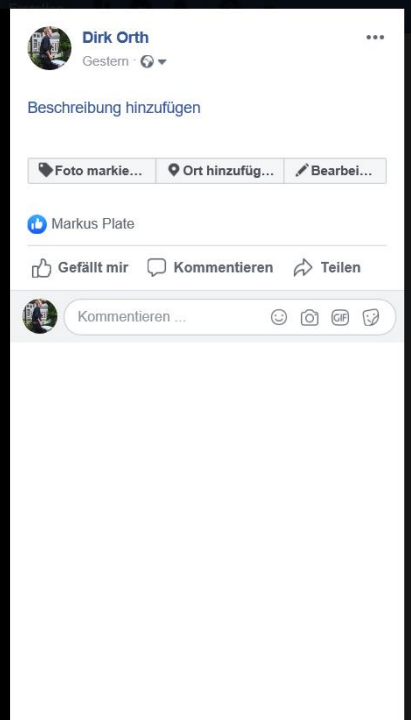 Dirk Orth
Gestern ·
Beschreibung hinzufügen
Foto markie...
Ort hinzufüg...
Bearbei...
Markus Plate
Gefällt mir
Kommentieren
Teilen
Kommentieren ...
GIF